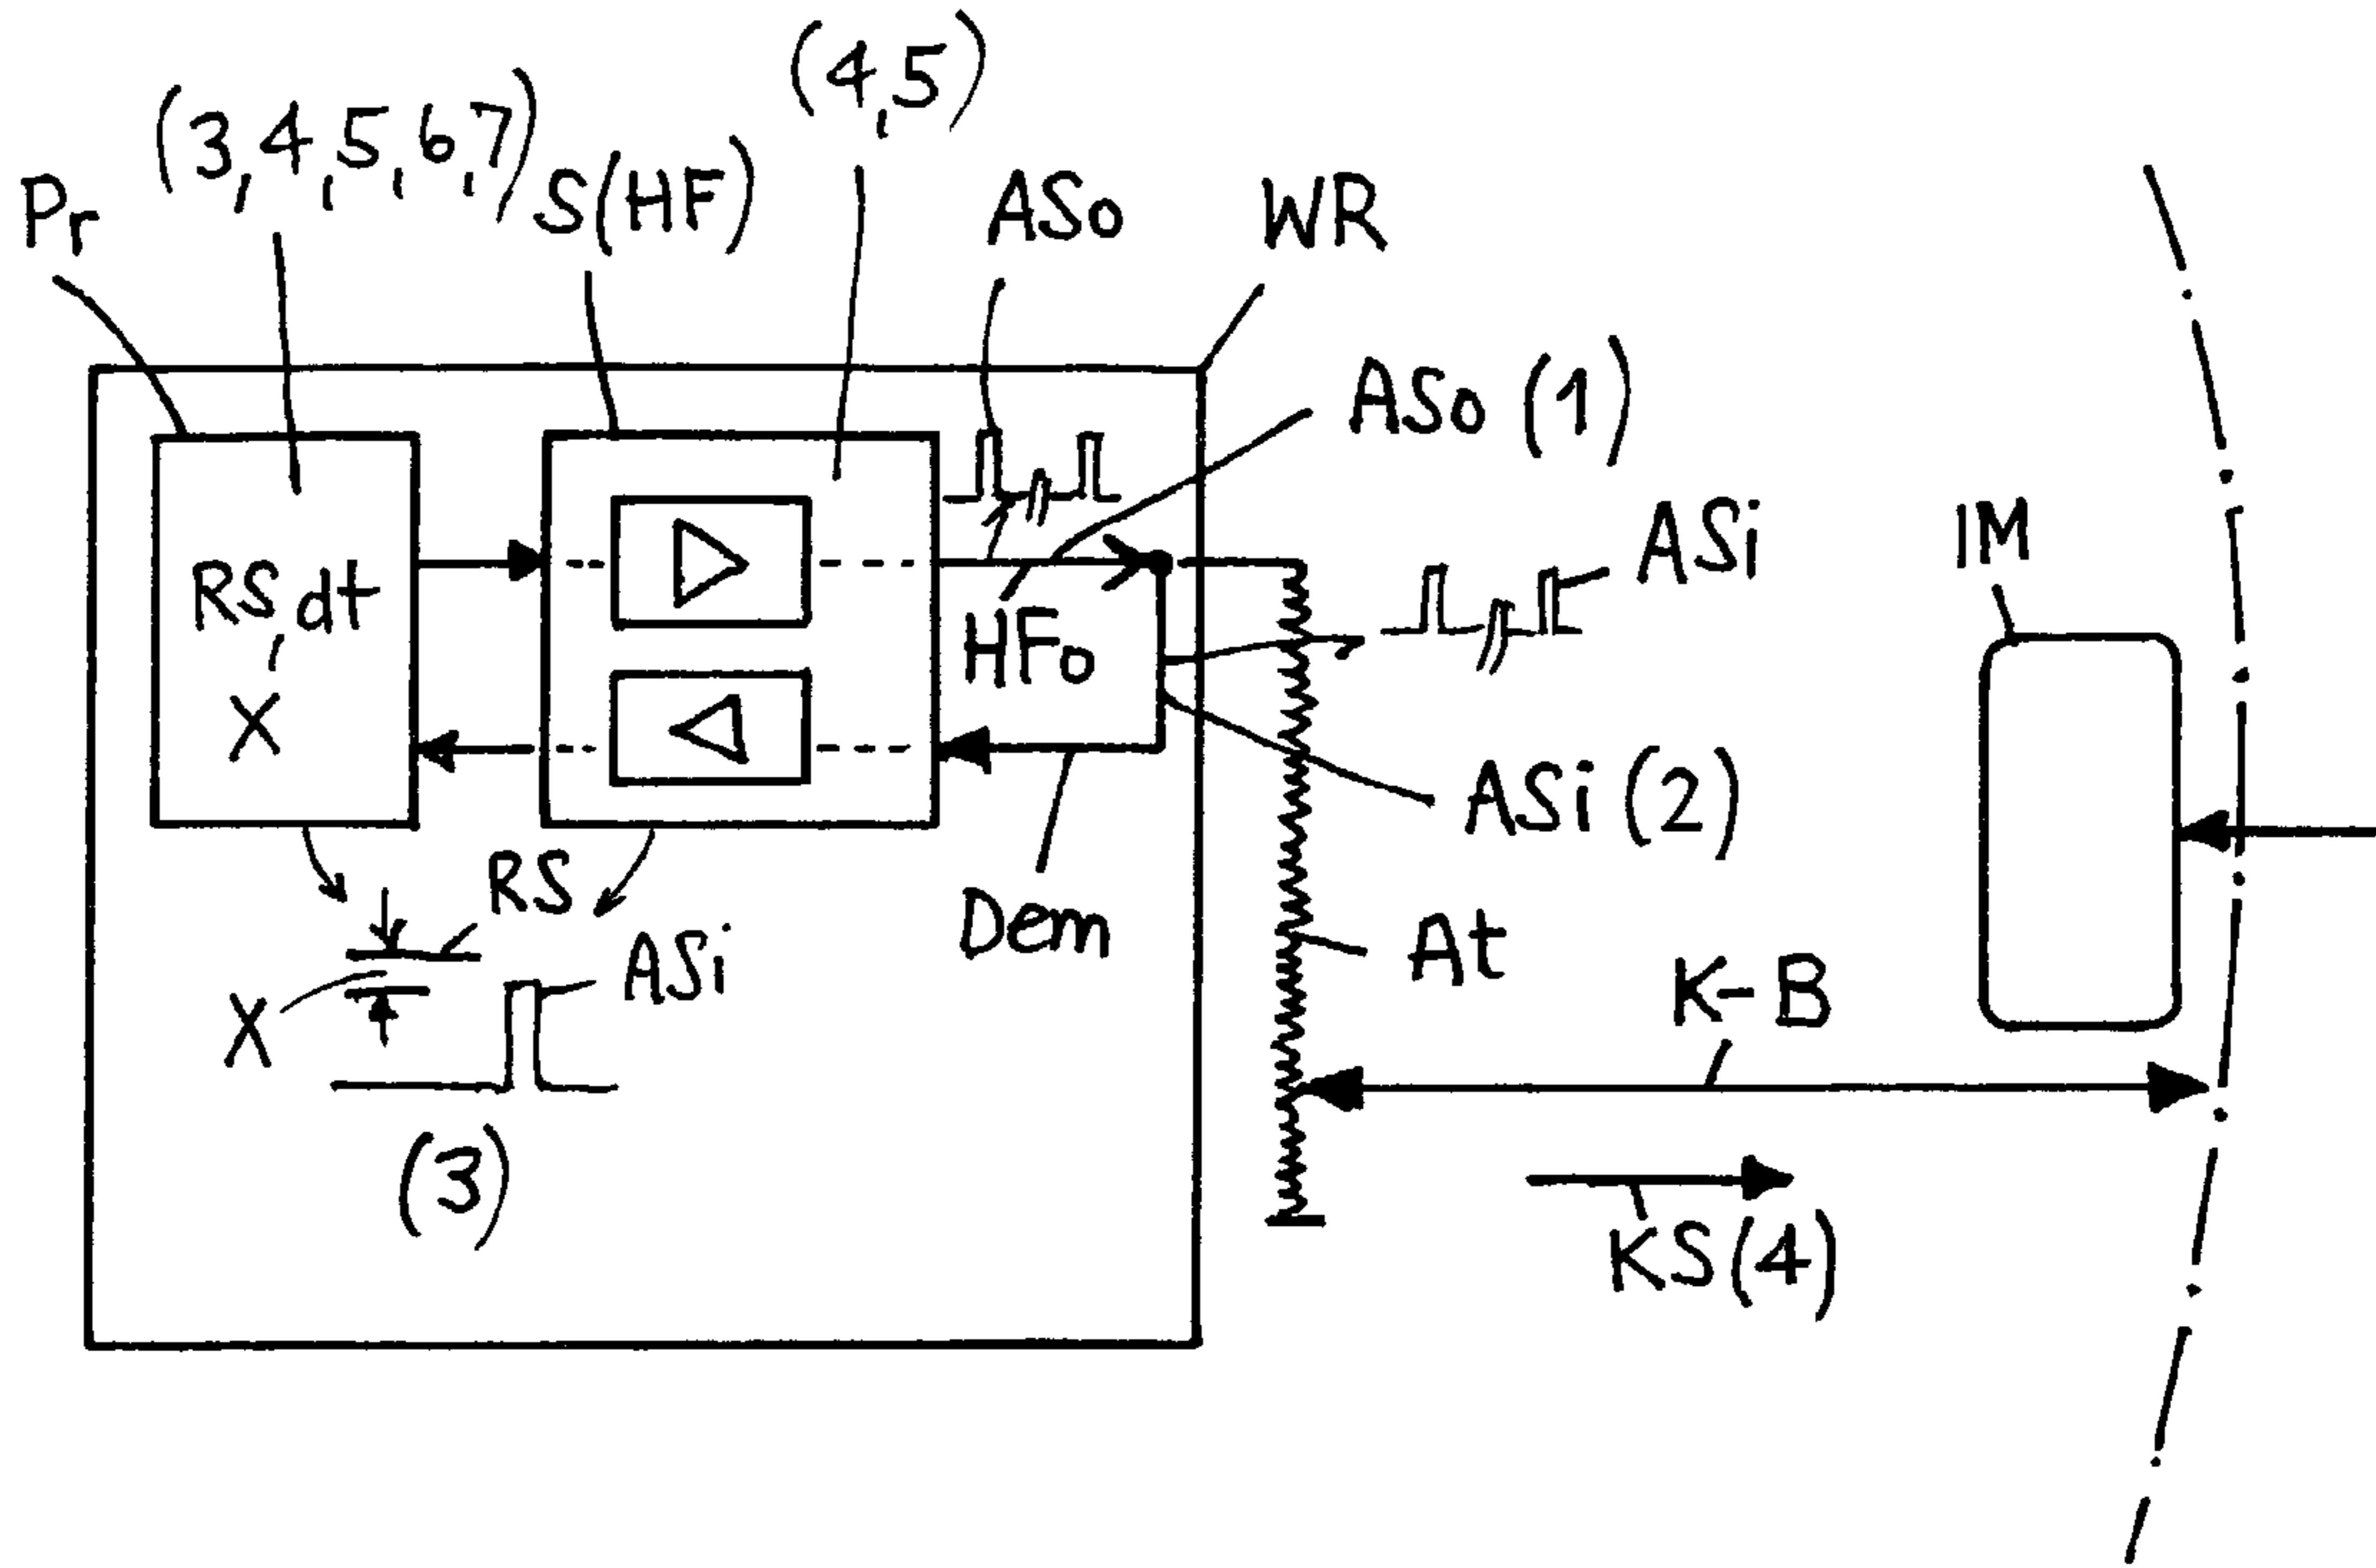 (4,5)
(3,4,5,6,7)
Pr
S(HF)
ASo
WR
ASo (1)
ASi
IM
RS,dt
X
HFo
ASi (2)
RS
Dem
At
ASi
X
K-B
(3)
KS(4)